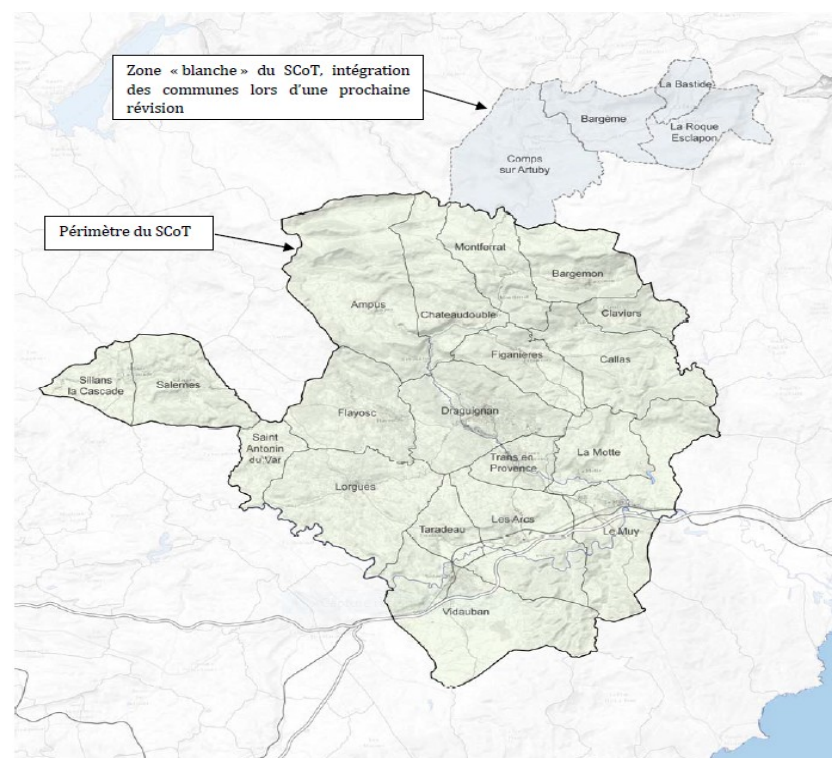 Zone « blanche » du SCoT, intégration
des communes lors d'une prochaine
révision
La Bastide
Bargème
La Roque
Esclapon
Comps
sur Artuby
Périmètre du SCoT
Montferrat
Bargemon
Ampus
Chateaudouble
Claviers
Figanières
Callas
Sillans
la Cascade
Salernes
Flayosc
Draguignan
Saint
Antonin
du Var
La Motte
Trans en
Provence
Lorgues
Taradeau
Les Arcs
Le Muy
Vidauban